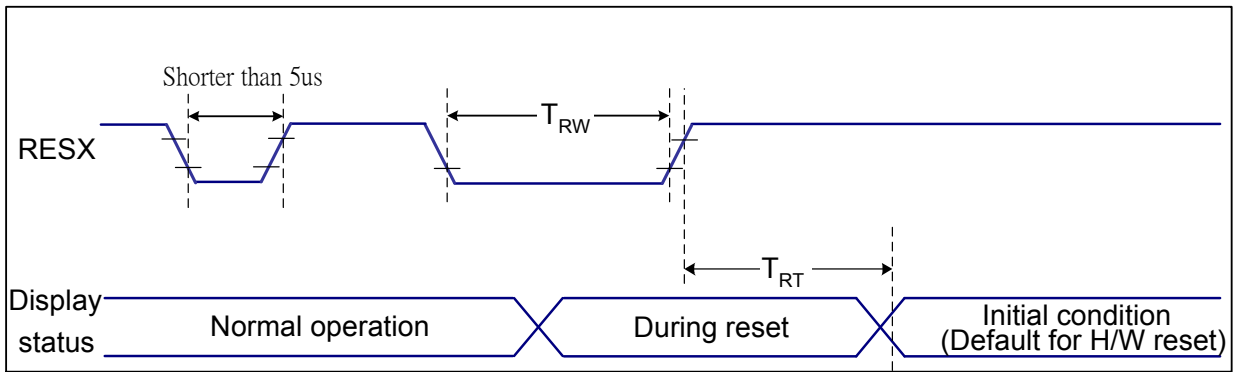 Shorter than 5us
RESX
TRW
TRT
Display
status
Normal operation
During reset
Initial condition
(Default for H/W reset)